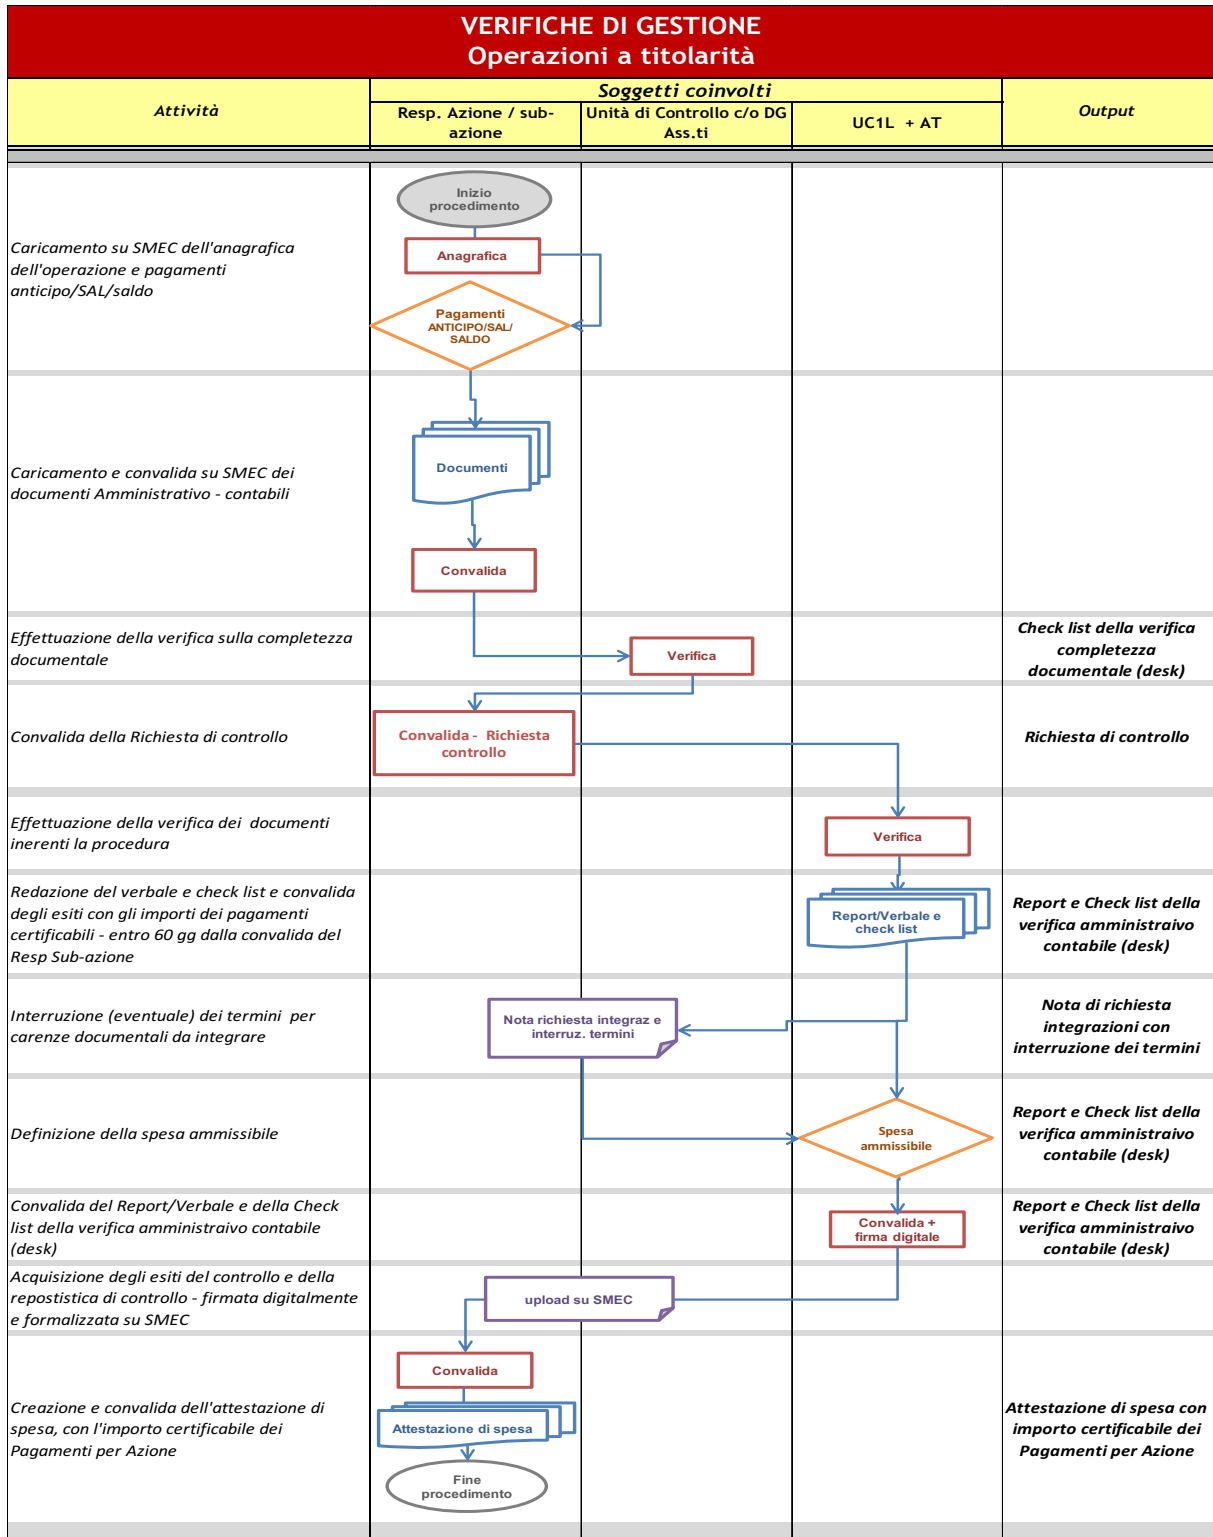 VERIFICHE DI GESTIONE
Operazioni a titolarità
Attività
Soggetti coinvolti
Resp. Azione / sub-
azione
Unità di Controllo c/o DG
Ass.ti
UC1L + AT
Output
Caricamento su SMEC dell'anagrafica
dell'operazione e pagamenti
anticipo/SAL/saldo
Inizio
procedimento
Anagrafica
Pagamenti
ANTICIPO/SAL/
SALDO
Caricamento e convalida su SMEC dei
documenti Amministrativo - contabili
Documenti
Convalida
Effettuazione della verifica sulla completezza
documentale
Verifica
Check list della verifica
completezza
documentale (desk)
Convalida della Richiesta di controllo
Convalida - Richiesta
controllo
Richiesta di controllo
Effettuazione della verifica dei documenti
inerenti la procedura
Verifica
Redazione del verbale e check list e convalida
degli esiti con gli importi dei pagamenti
certificabili - entro 60 gg dalla convalida del
Resp Sub-azione
Report/Verbale e
check list
Report e Check list della
verifica amministraivo
contabile (desk)
Interruzione (eventuale) dei termini per
carenze documentali da integrare
Nota richiesta integraz e
interruz. termini
Nota di richiesta
integrazioni con
interruzione dei termini
Definizione della spesa ammissibile
Spesa
ammissibile
Report e Check list della
verifica amministraivo
contabile (desk)
Convalida del Report/Verbale e della Check
list della verifica amministraivo contabile
(desk)
Convalida +
firma digitale
Report e Check list della
verifica amministraivo
contabile (desk)
Acquisizione degli esiti del controllo e della
repostistica di controllo - firmata digitalmente
e formalizzata su SMEC
upload su SMEC
Convalida
Creazione e convalida dell'attestazione di
spesa, con l'importo certificabile dei
Pagamenti per Azione
Attestazione di spesa
Fine
procedimento
Attestazione di spesa con
importo certificabile dei
Pagamenti per Azione